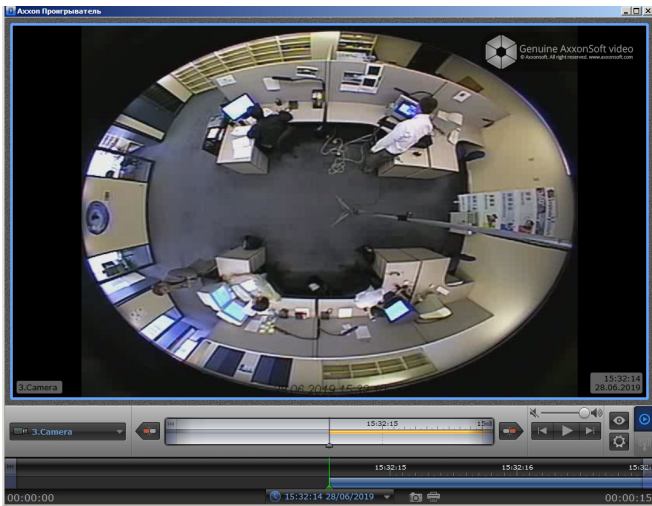 Axxon Проигрыватель
Genuine AxxonSoft video
© Axxonsoft. All right reserved. www.axxonsoft.com
3.Camera
15:32:14
28.06.2019
3.Camera
15:32:15
15:32:15
15:32:16
00:00:00
15:32:14 28/06/2019
00:00:15